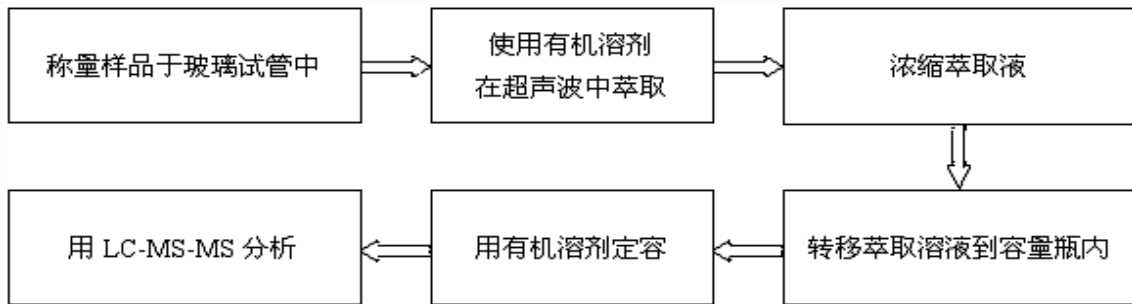 称量样品于玻璃试管中
使用有机溶剂
在超声波中萃取
浓缩萃取液
转移萃取溶液到容量瓶内
用有机溶剂定容
用 LC-MS-MS 分析